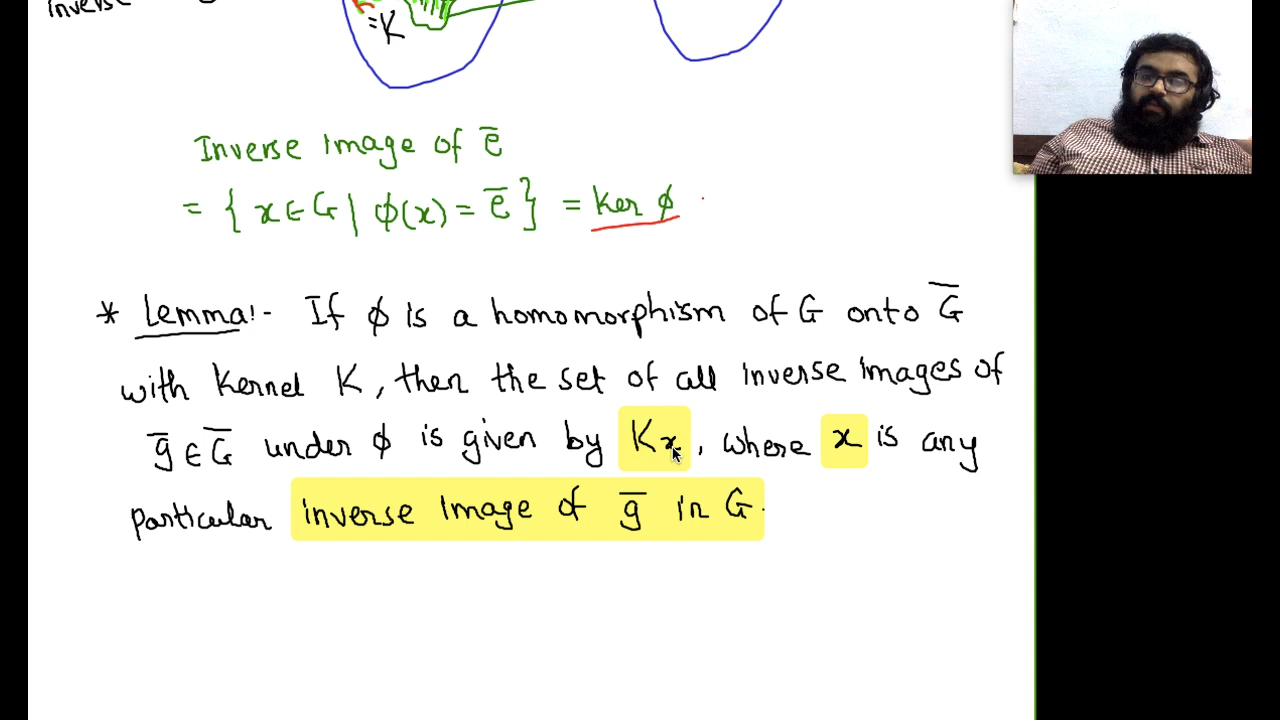 inverse
= K
Inverse image of ē
= { x ∈ G | ϕ(x) = ē } = ker ϕ
* Lemma:- If ϕ is a homomorphism of G onto G̅
with kernel K, then the set of all inverse images of
g̅ ∈ G̅ under ϕ is given by Kx, where x is any
particular inverse image of g̅ in G.